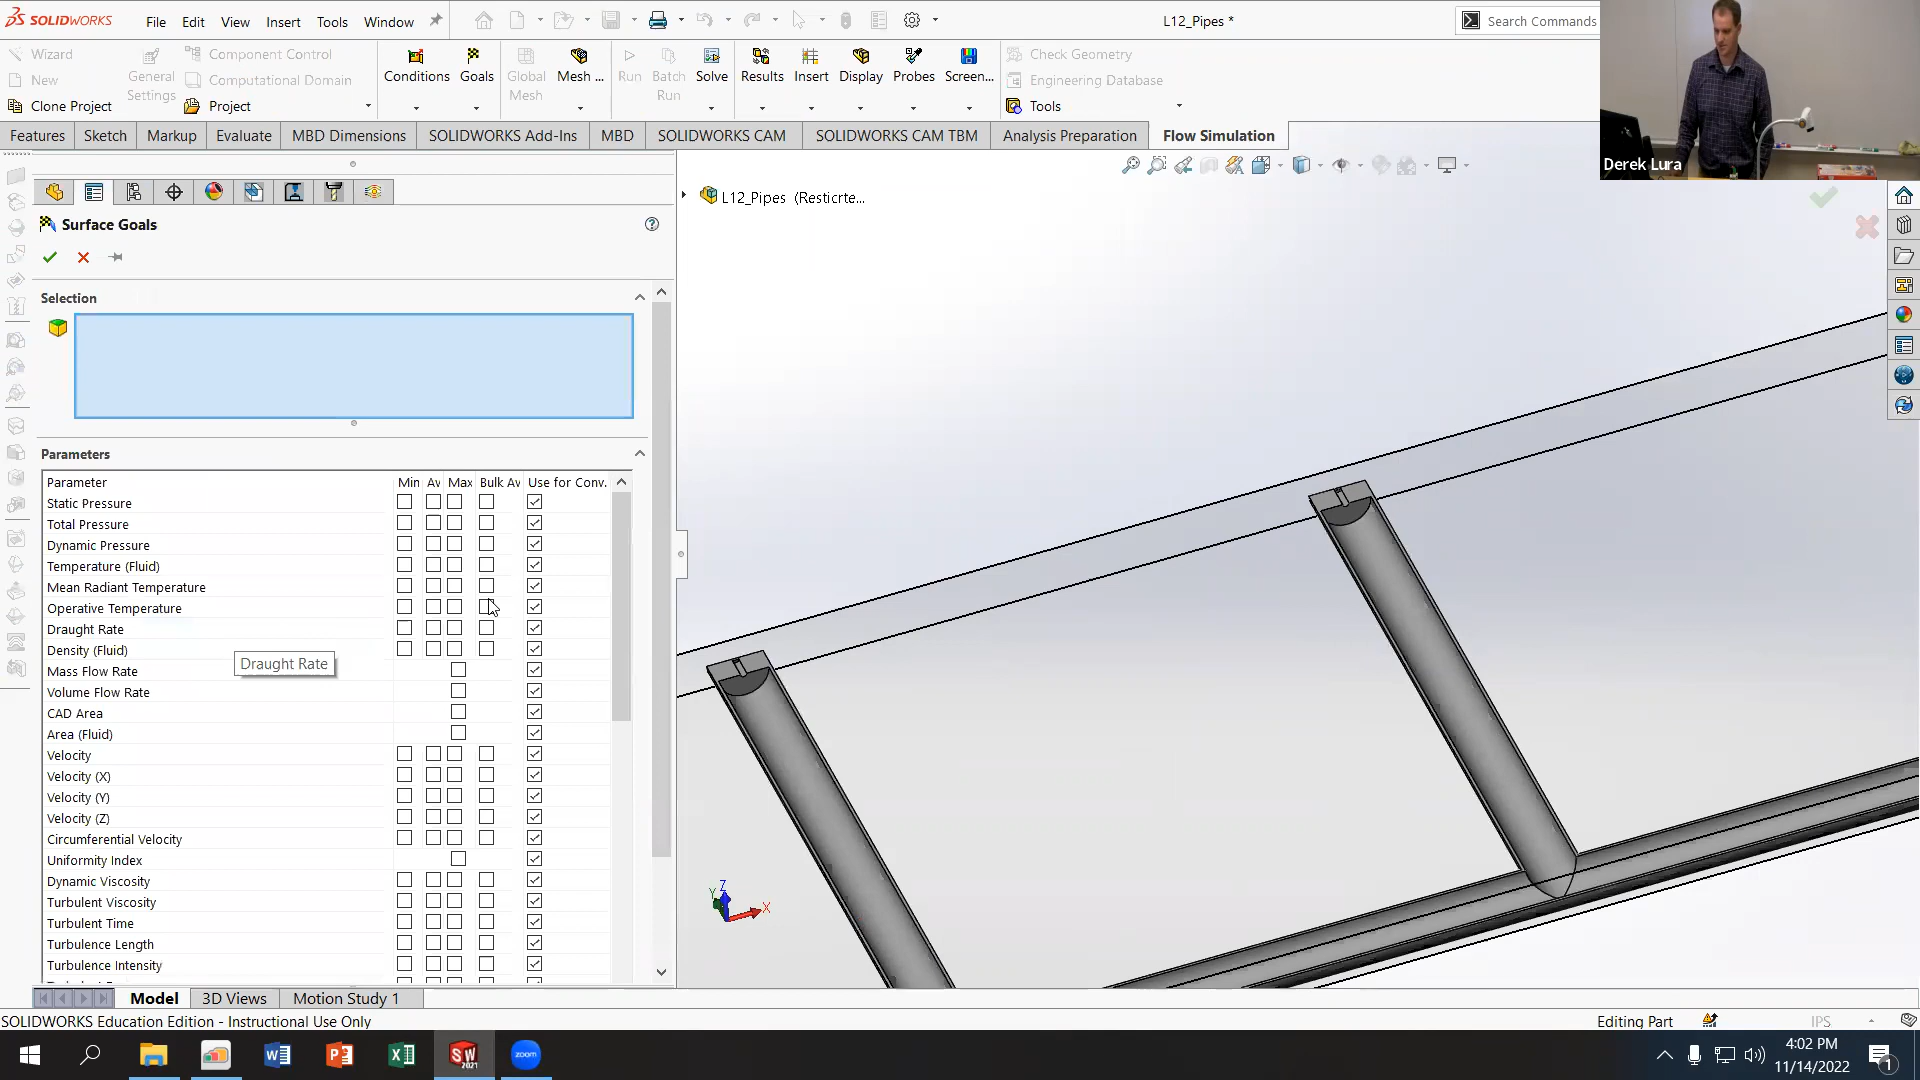 SOLIDWORKS File Edit View Insert Tools Window L12_Pipes * Search Commands
Wizard Component Control Check Geometry
New General Settings Computational Domain Conditions Goals Global Mesh Mesh ... Run Batch Run Solve Results Insert Display Probes Screen... Engineering Database
Clone Project Project Tools
Features Sketch Markup Evaluate MBD Dimensions SOLIDWORKS Add-Ins MBD SOLIDWORKS CAM SOLIDWORKS CAM TBM Analysis Preparation Flow Simulation
Derek Lura
L12_Pipes (Resticrte...
Surface Goals
Selection
Parameters
Parameter Min Av Max Bulk Av Use for Conv.
Static Pressure
Total Pressure
Dynamic Pressure
Temperature (Fluid)
Mean Radiant Temperature
Operative Temperature
Draught Rate
Density (Fluid)
Draught Rate
Mass Flow Rate
Volume Flow Rate
CAD Area
Area (Fluid)
Velocity
Velocity (X)
Velocity (Y)
Velocity (Z)
Circumferential Velocity
Uniformity Index
Dynamic Viscosity
Turbulent Viscosity
Turbulent Time
Turbulence Length
Turbulence Intensity
Z
Y
X
Model 3D Views Motion Study 1
SOLIDWORKS Education Edition - Instructional Use Only Editing Part IPS
SW 2021
zoom
4:02 PM
11/14/2022
1